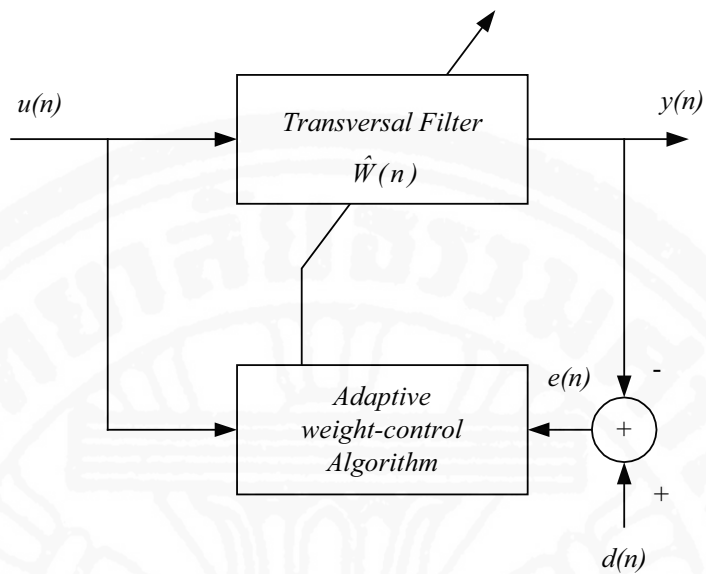 u(n)
Transversal Filter
Ŵ(n)
y(n)
Adaptive
weight-control
Algorithm
e(n)
-
+
+
d(n)